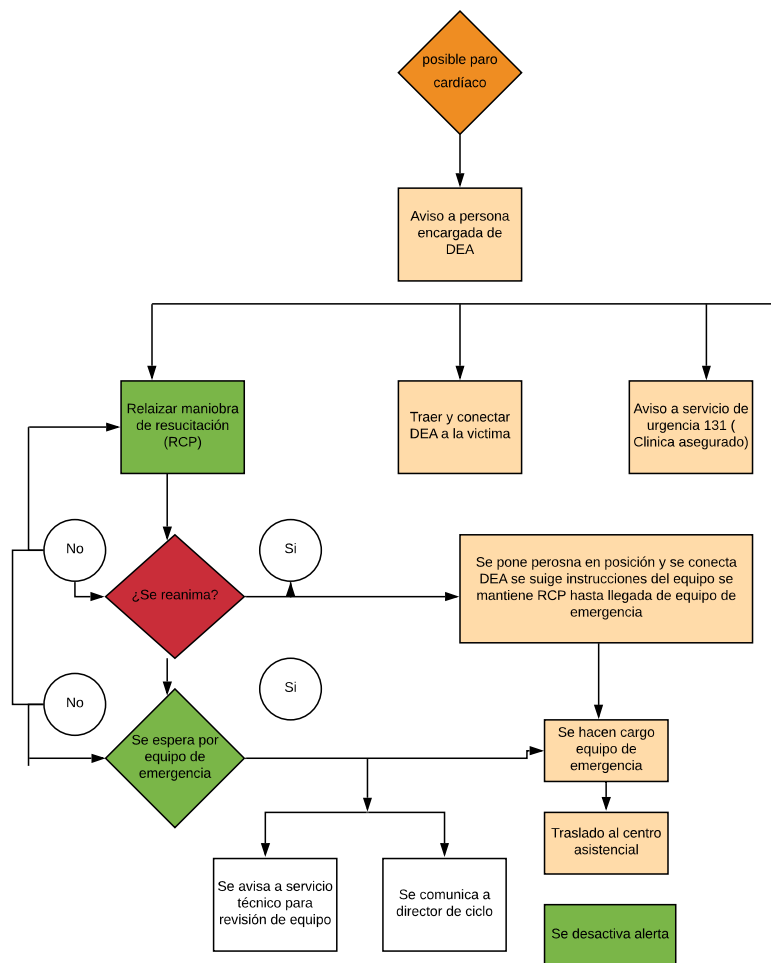 posible paro
cardíaco
Aviso a persona
encargada de
DEA
Relaizar maniobra
de resucitación
(RCP)
Traer y conectar
DEA a la victima
Aviso a servicio de
urgencia 131 (
Clinica asegurado)
No
Si
¿Se reanima?
Se pone perosna en posición y se conecta
DEA se suige instrucciones del equipo se
mantiene RCP hasta llegada de equipo de
emergencia
No
Si
Se espera por
equipo de
emergencia
Se hacen cargo
equipo de
emergencia
Traslado al centro
asistencial
Se avisa a servicio
técnico para
revisión de equipo
Se comunica a
director de ciclo
Se desactiva alerta